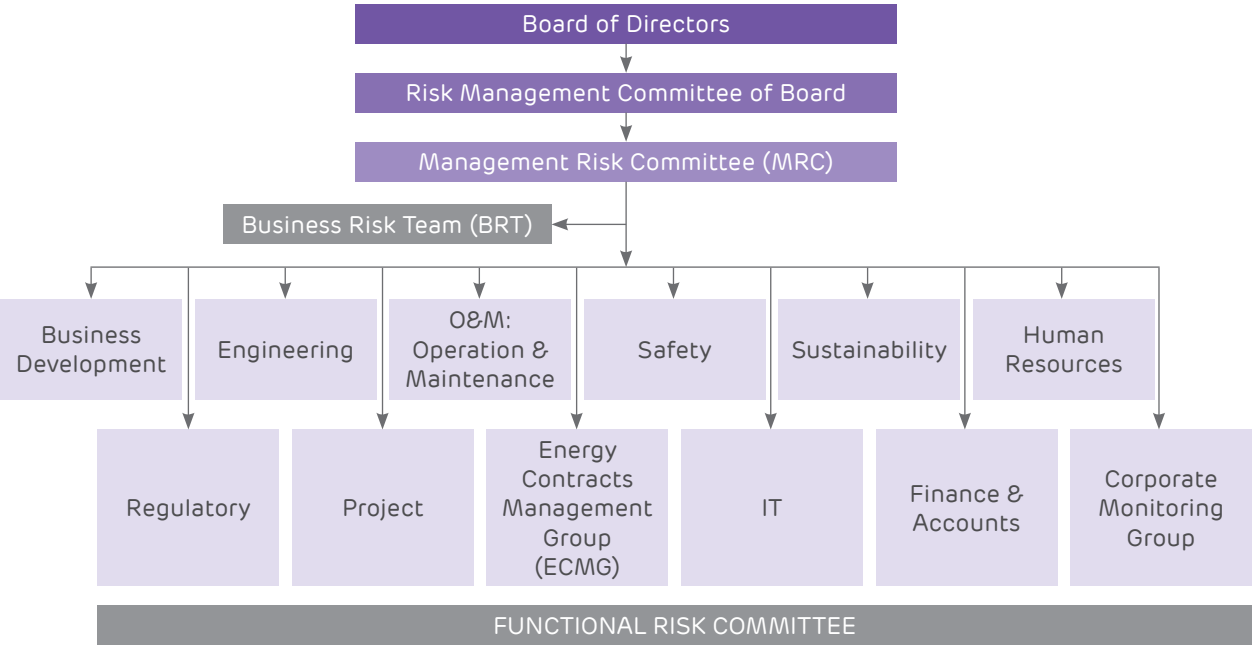 Board of Directors
Risk Management Committee of Board
Management Risk Committee (MRC)
Business Risk Team (BRT)
Business
Development
Engineering
O&M:
Operation &
Maintenance
Safety
Sustainability
Human
Resources
Regulatory
Project
Energy
Contracts
Management
Group
(ECMG)
IT
Finance &
Accounts
Corporate
Monitoring
Group
FUNCTIONAL RISK COMMITTEE